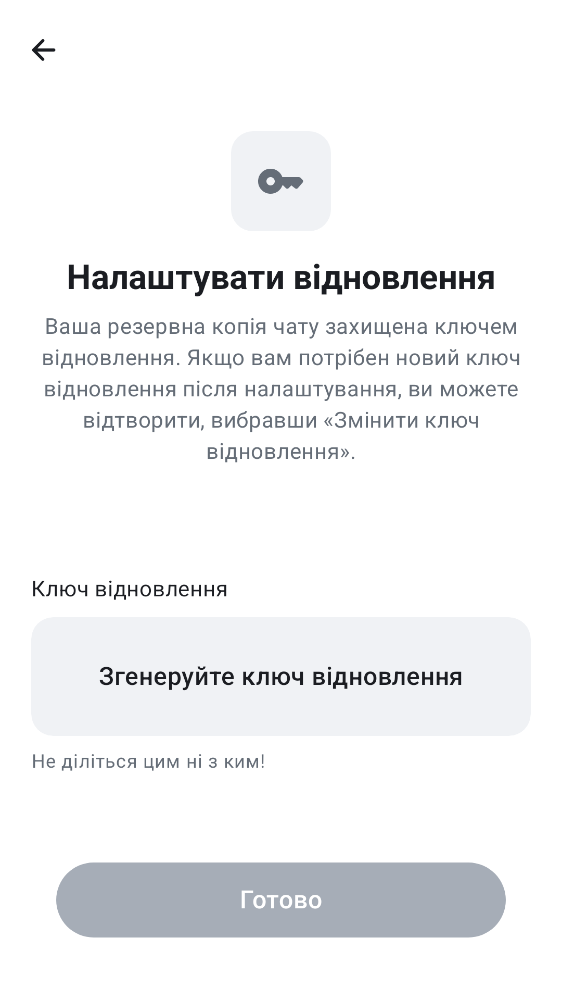 Налаштувати відновлення
Ваша резервна копія чату захищена ключем
відновлення. Якщо вам потрібен новий ключ
відновлення після налаштування, ви можете
відтворити, вибравши «Змінити ключ
відновлення».
Ключ відновлення
Згенеруйте ключ відновлення
Не діліться цим ні з ким!
Готово